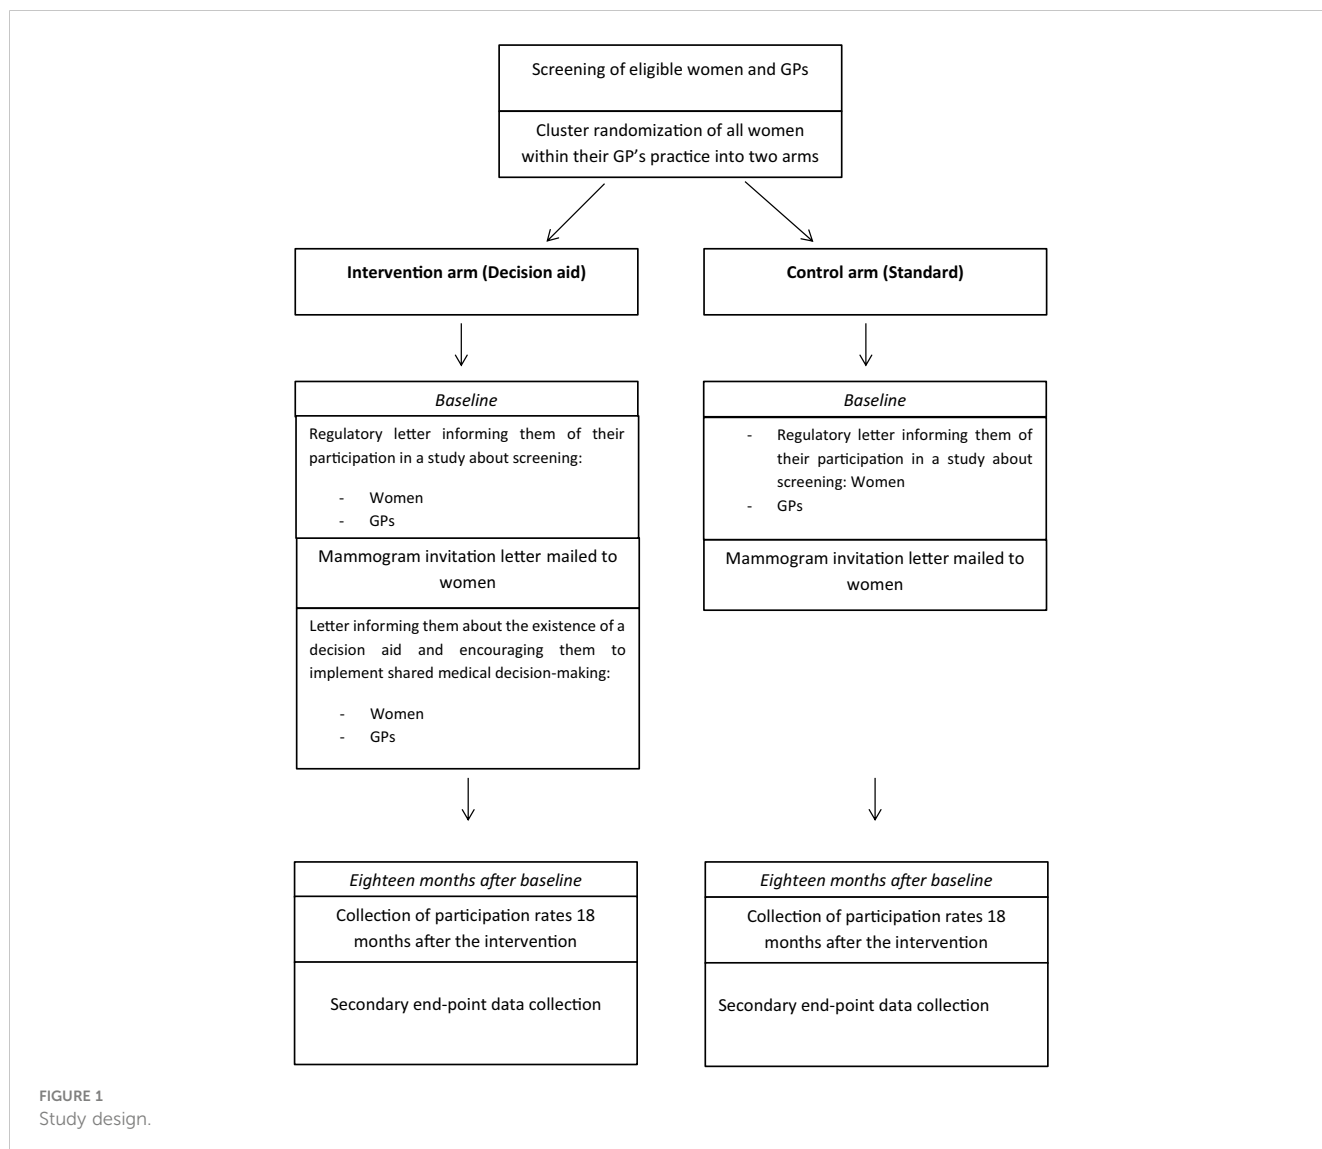 Screening of eligible women and GPs
Cluster randomization of all women
within their GP's practice into two arms
Intervention arm (Decision aid)
Control arm (Standard)
Baseline
Regulatory letter informing them of their
participation in a study about screening:
- Women
- GPs
Mammogram invitation letter mailed to
women
Letter informing them about the existence of a
decision aid and encouraging them to
implement shared medical decision-making:
- Women
- GPs
Baseline
- Regulatory letter informing them of
their participation in a study about
screening: Women
- GPs
Mammogram invitation letter mailed to
women
Eighteen months after baseline
Collection of participation rates 18
months after the intervention
Secondary end-point data collection
Eighteen months after baseline
Collection of participation rates 18
months after the intervention
Secondary end-point data collection
FIGURE 1
Study design.